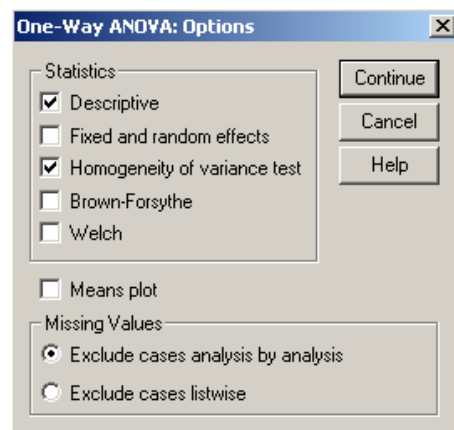 One-Way ANOVA: Options
Statistics
Descriptive
Fixed and random effects
Homogeneity of variance test
Brown-Forsythe
Welch
Means plot
Missing Values
Exclude cases analysis by analysis
Exclude cases listwise
Continue
Cancel
Help